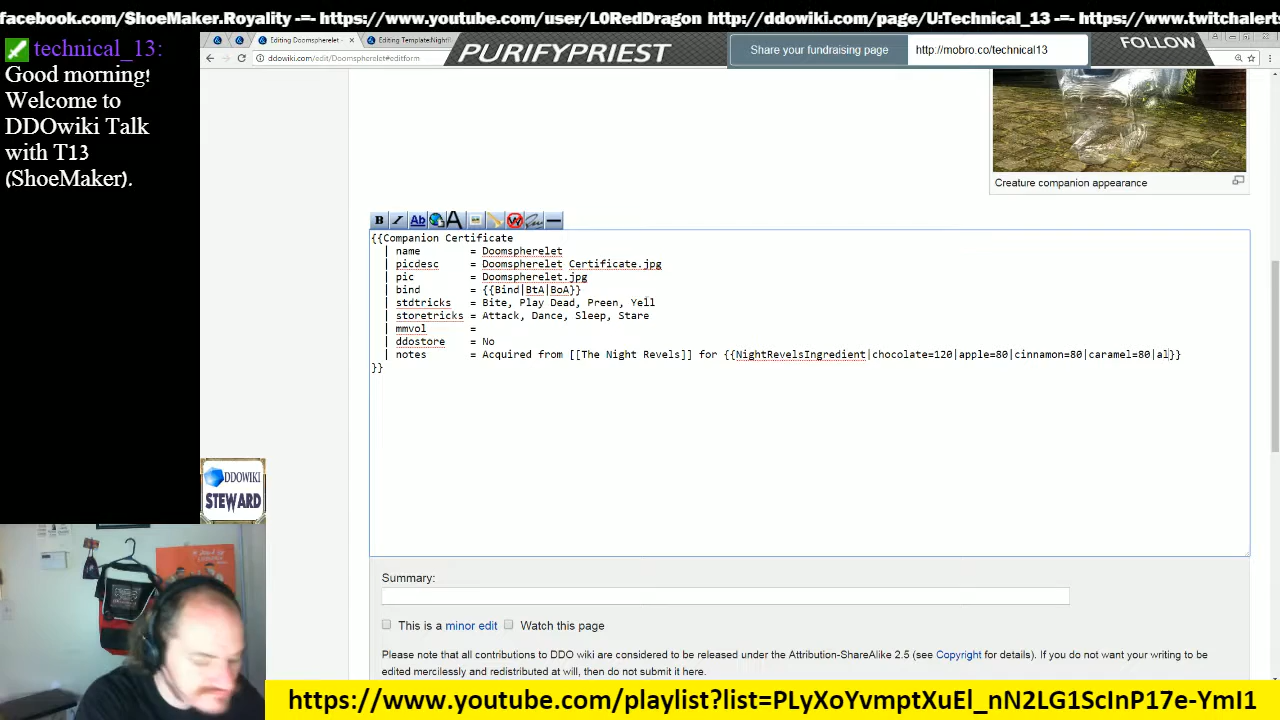 facebook.com/ShoeMaker.Royality -=- https://www.youtube.com/user/L0RedDragon http://ddowiki.com/page/U:Technical_13 -=- https://www.twitchalert
technical_13:
Good morning!
Welcome to
DDOwiki Talk
with T13
(ShoeMaker).
Editing Doomspherelet -
Editing Template:Night
ddowiki.com/edit/Doomspherelet#editform
PURIFYPRIEST
Share your fundraising page
http://mobro.co/technical13
FOLLOW
Creature companion appearance
B I Ab A W
{{Companion Certificate
| name = Doomspherelet
| picdesc = Doomspherelet Certificate.jpg
| pic = Doomspherelet.jpg
| bind = {{Bind|BtA|BoA}}
| stdtricks = Bite, Play Dead, Preen, Yell
| storetricks = Attack, Dance, Sleep, Stare
| mmvol =
| ddostore = No
| notes = Acquired from [[The Night Revels]] for {{NightRevelsIngredient|chocolate=120|apple=80|cinnamon=80|caramel=80|al}}
}}
DDOWIKI
STEWARD
Summary:
This is a minor edit Watch this page
Please note that all contributions to DDO wiki are considered to be released under the Attribution-ShareAlike 2.5 (see Copyright for details). If you do not want your writing to be
edited mercilessly and redistributed at will, then do not submit it here.
https://www.youtube.com/playlist?list=PLyXoYvmptXuEl_nN2LG1ScInP17e-YmI1